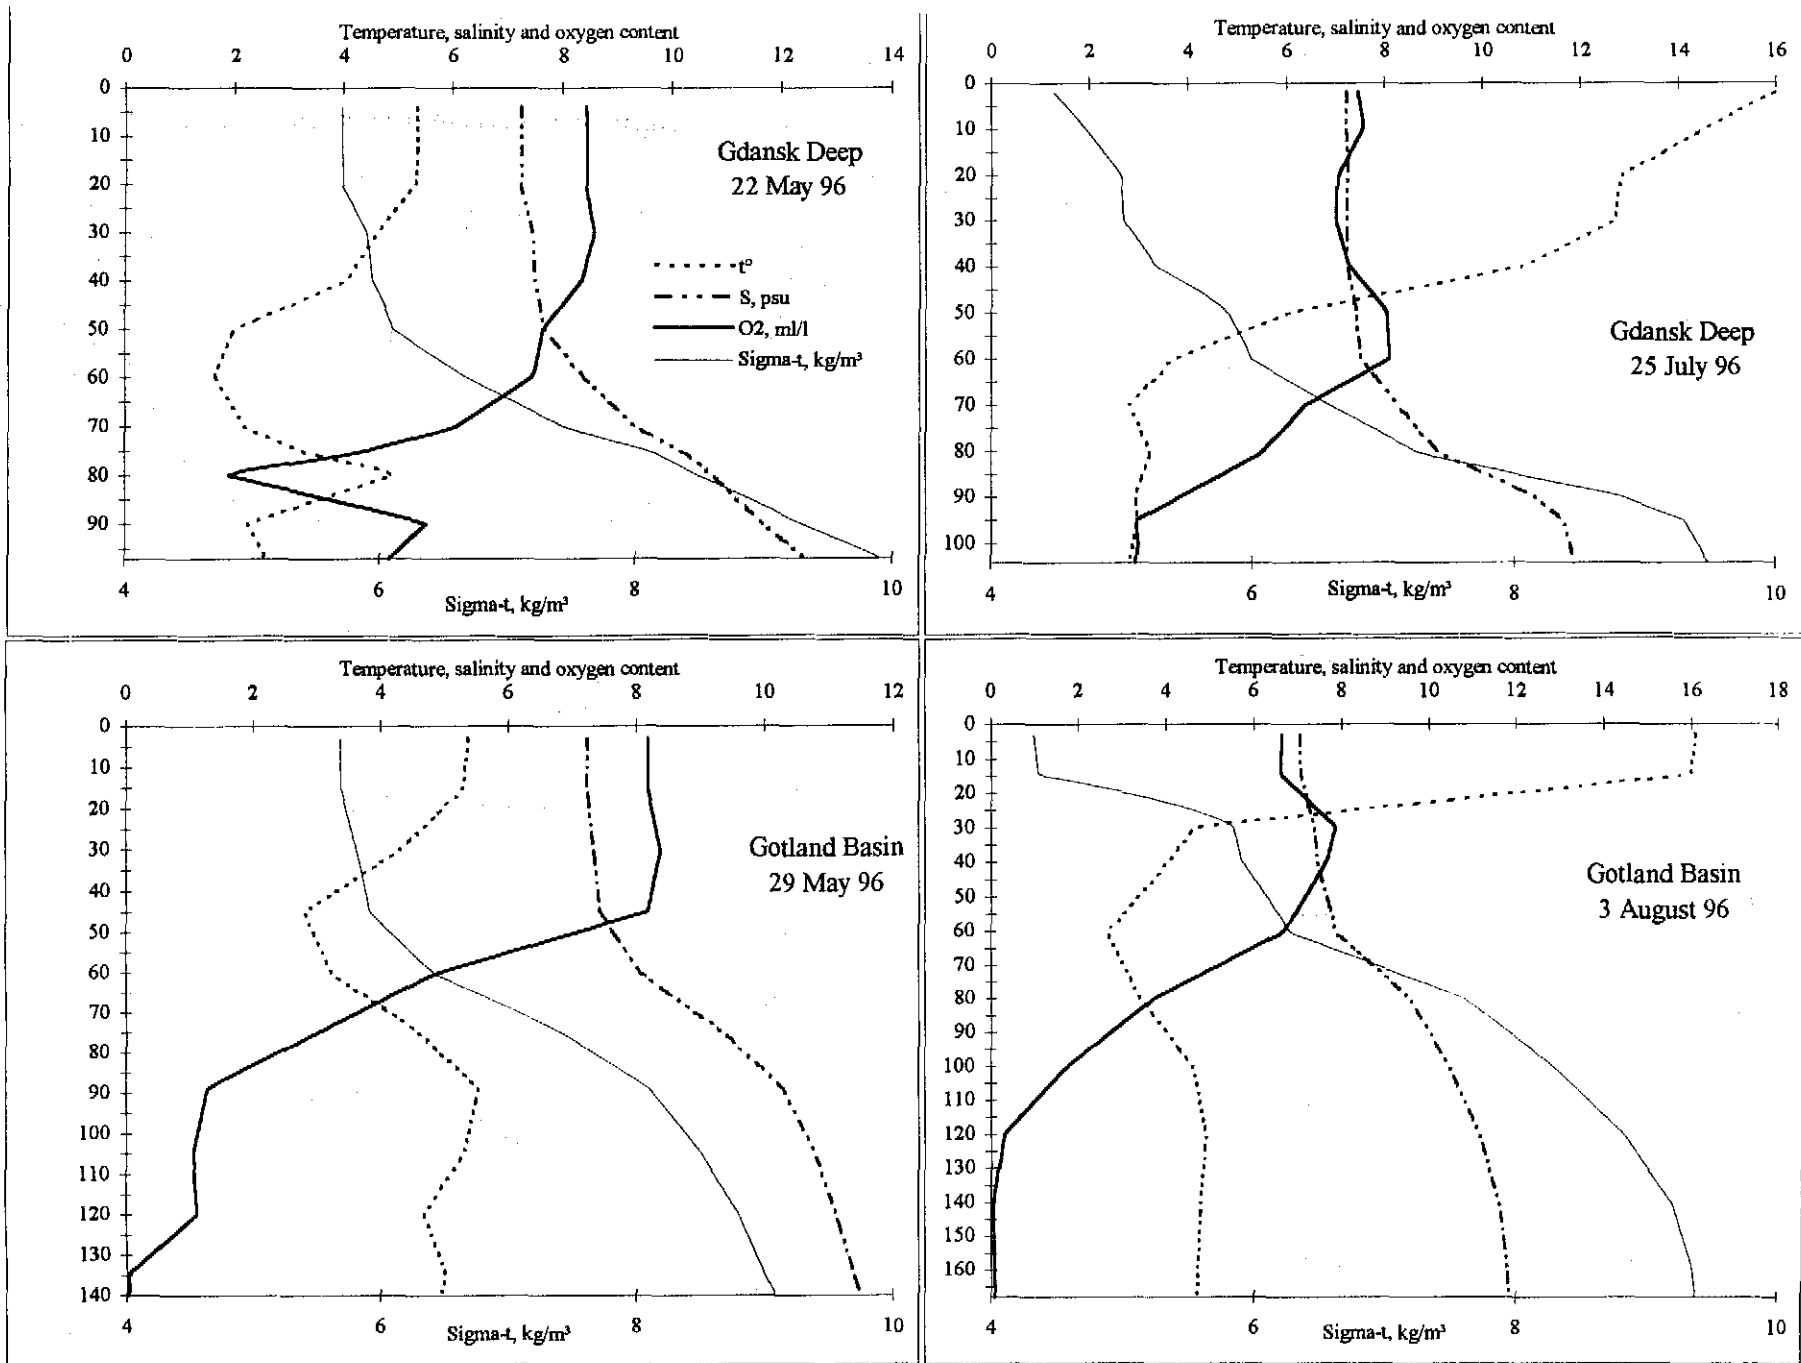 Temperature, salinity and oxygen content
0 2 4 6 8 10 12 14
0
10
20
30
40
50
60
70
80
90
Gdansk Deep
22 May 96
t°
S, psu
O2, ml/l
Sigma-t, kg/m³
4 6 8 10
Sigma-t, kg/m³
Temperature, salinity and oxygen content
0 2 4 6 8 10 12 14 16
0
10
20
30
40
50
60
70
80
90
100
Gdansk Deep
25 July 96
4 6 8 10
Sigma-t, kg/m³
Temperature, salinity and oxygen content
0 2 4 6 8 10 12
0
10
20
30
40
50
60
70
80
90
100
110
120
130
140
Gotland Basin
29 May 96
4 6 8 10
Sigma-t, kg/m³
Temperature, salinity and oxygen content
0 2 4 6 8 10 12 14 16 18
0
10
20
30
40
50
60
70
80
90
100
110
120
130
140
150
160
Gotland Basin
3 August 96
4 6 8 10
Sigma-t, kg/m³